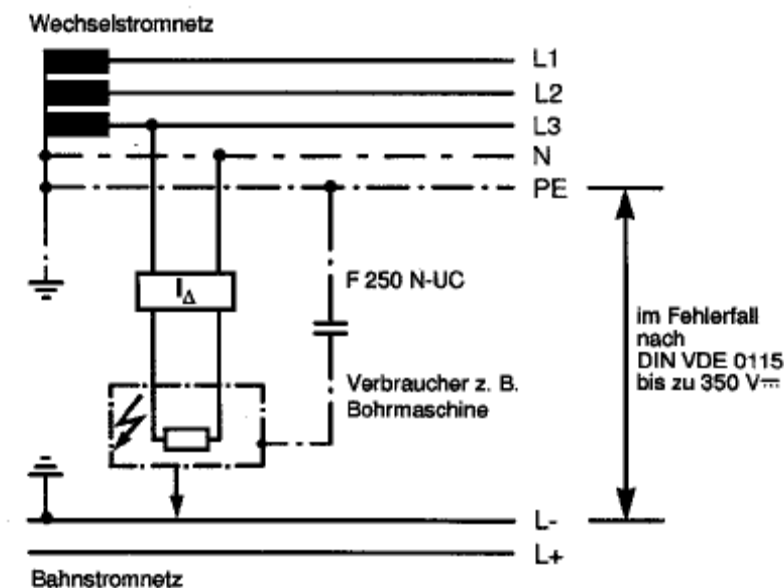 Wechselstromnetz
L1
L2
L3
N
PE
I∆
F 250 N-UC
Verbraucher z. B.
Bohrmaschine
im Fehlerfall
nach
DIN VDE 0115
bis zu 350 V⎓
L-
L+
Bahnstromnetz